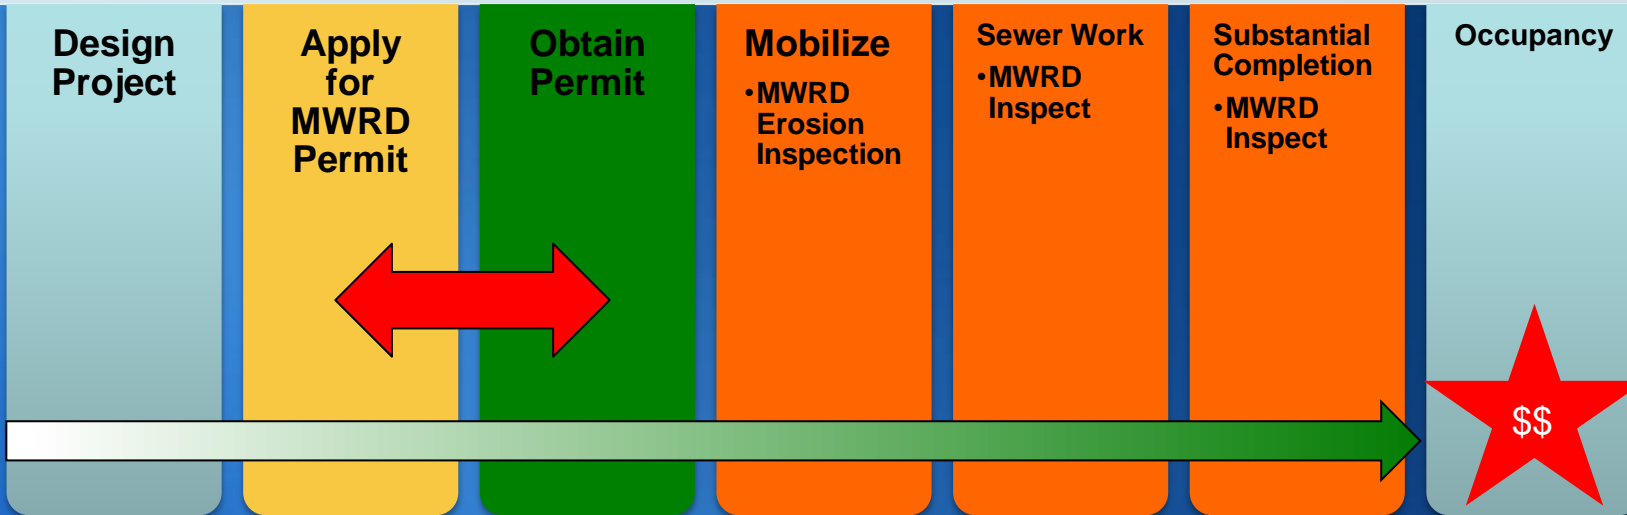 Design
Project
Apply
for
MWRD
Permit
Obtain
Permit
Mobilize
•MWRD
Erosion
Inspection
Sewer Work
•MWRD
Inspect
Substantial
Completion
•MWRD
Inspect
Occupancy
$$